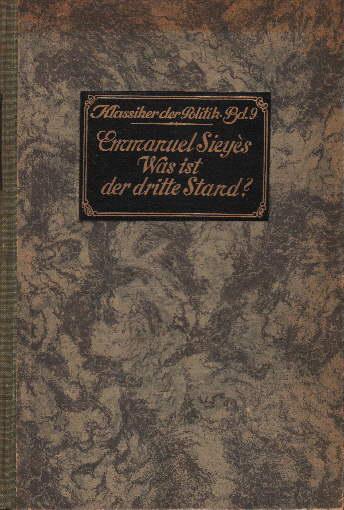 Klassiker der Politik. Bd. 9
Emmanuel Sieyès
Was ist
der dritte Stand?